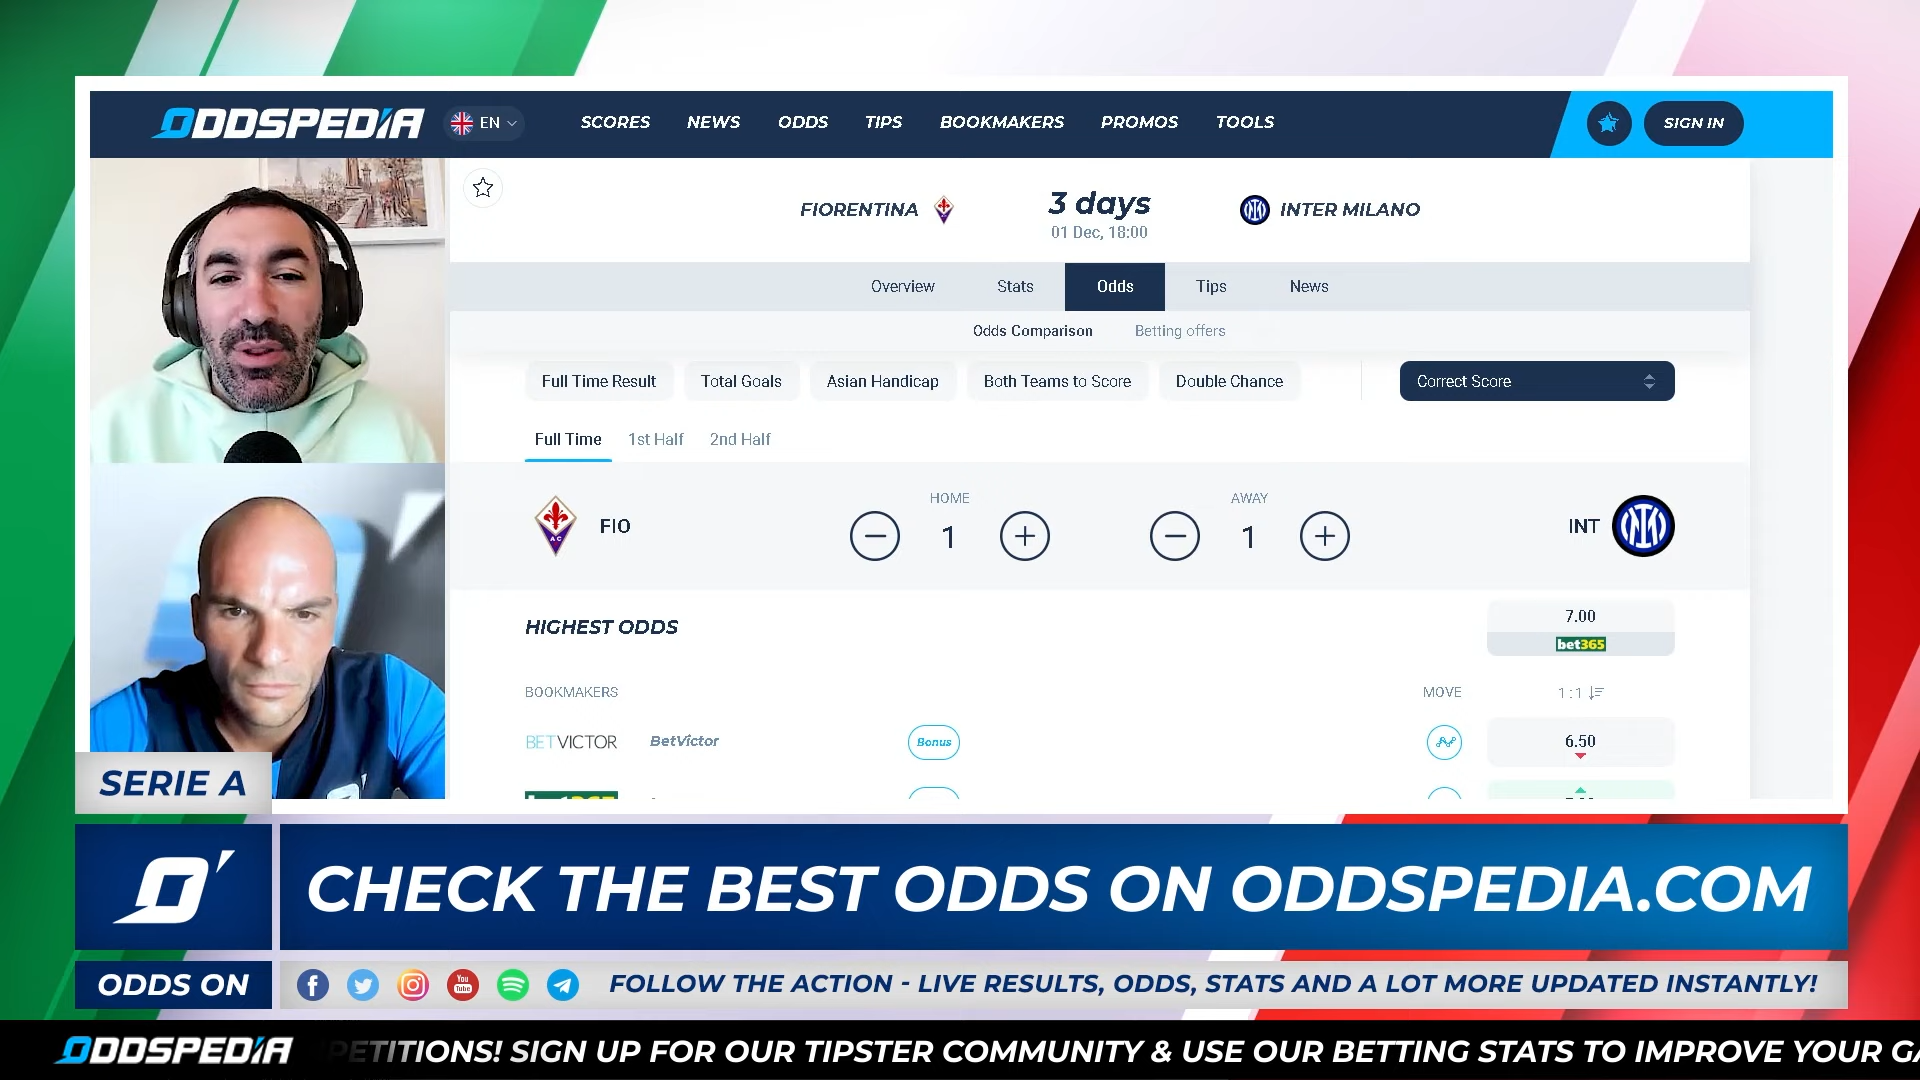 ODDSPEDIA
EN
SCORES NEWS ODDS TIPS BOOKMAKERS PROMOS TOOLS
SIGN IN
FIORENTINA
3 days
INTER MILANO
01 Dec, 18:00
Overview Stats Odds Tips News
Odds Comparison Betting offers
Full Time Result Total Goals Asian Handicap Both Teams to Score Double Chance Correct Score
Full Time 1st Half 2nd Half
HOME AWAY
FIO 1 1 INT
HIGHEST ODDS
7.00
bet365
BOOKMAKERS MOVE 1 : 1
BETVICTOR BetVictor Bonus 6.50
SERIE A
CHECK THE BEST ODDS ON ODDSPEDIA.COM
ODDS ON
You Tube
FOLLOW THE ACTION - LIVE RESULTS, ODDS, STATS AND A LOT MORE UPDATED INSTANTLY!
ODDSPEDIA
PETITIONS! SIGN UP FOR OUR TIPSTER COMMUNITY & USE OUR BETTING STATS TO IMPROVE YOUR GA